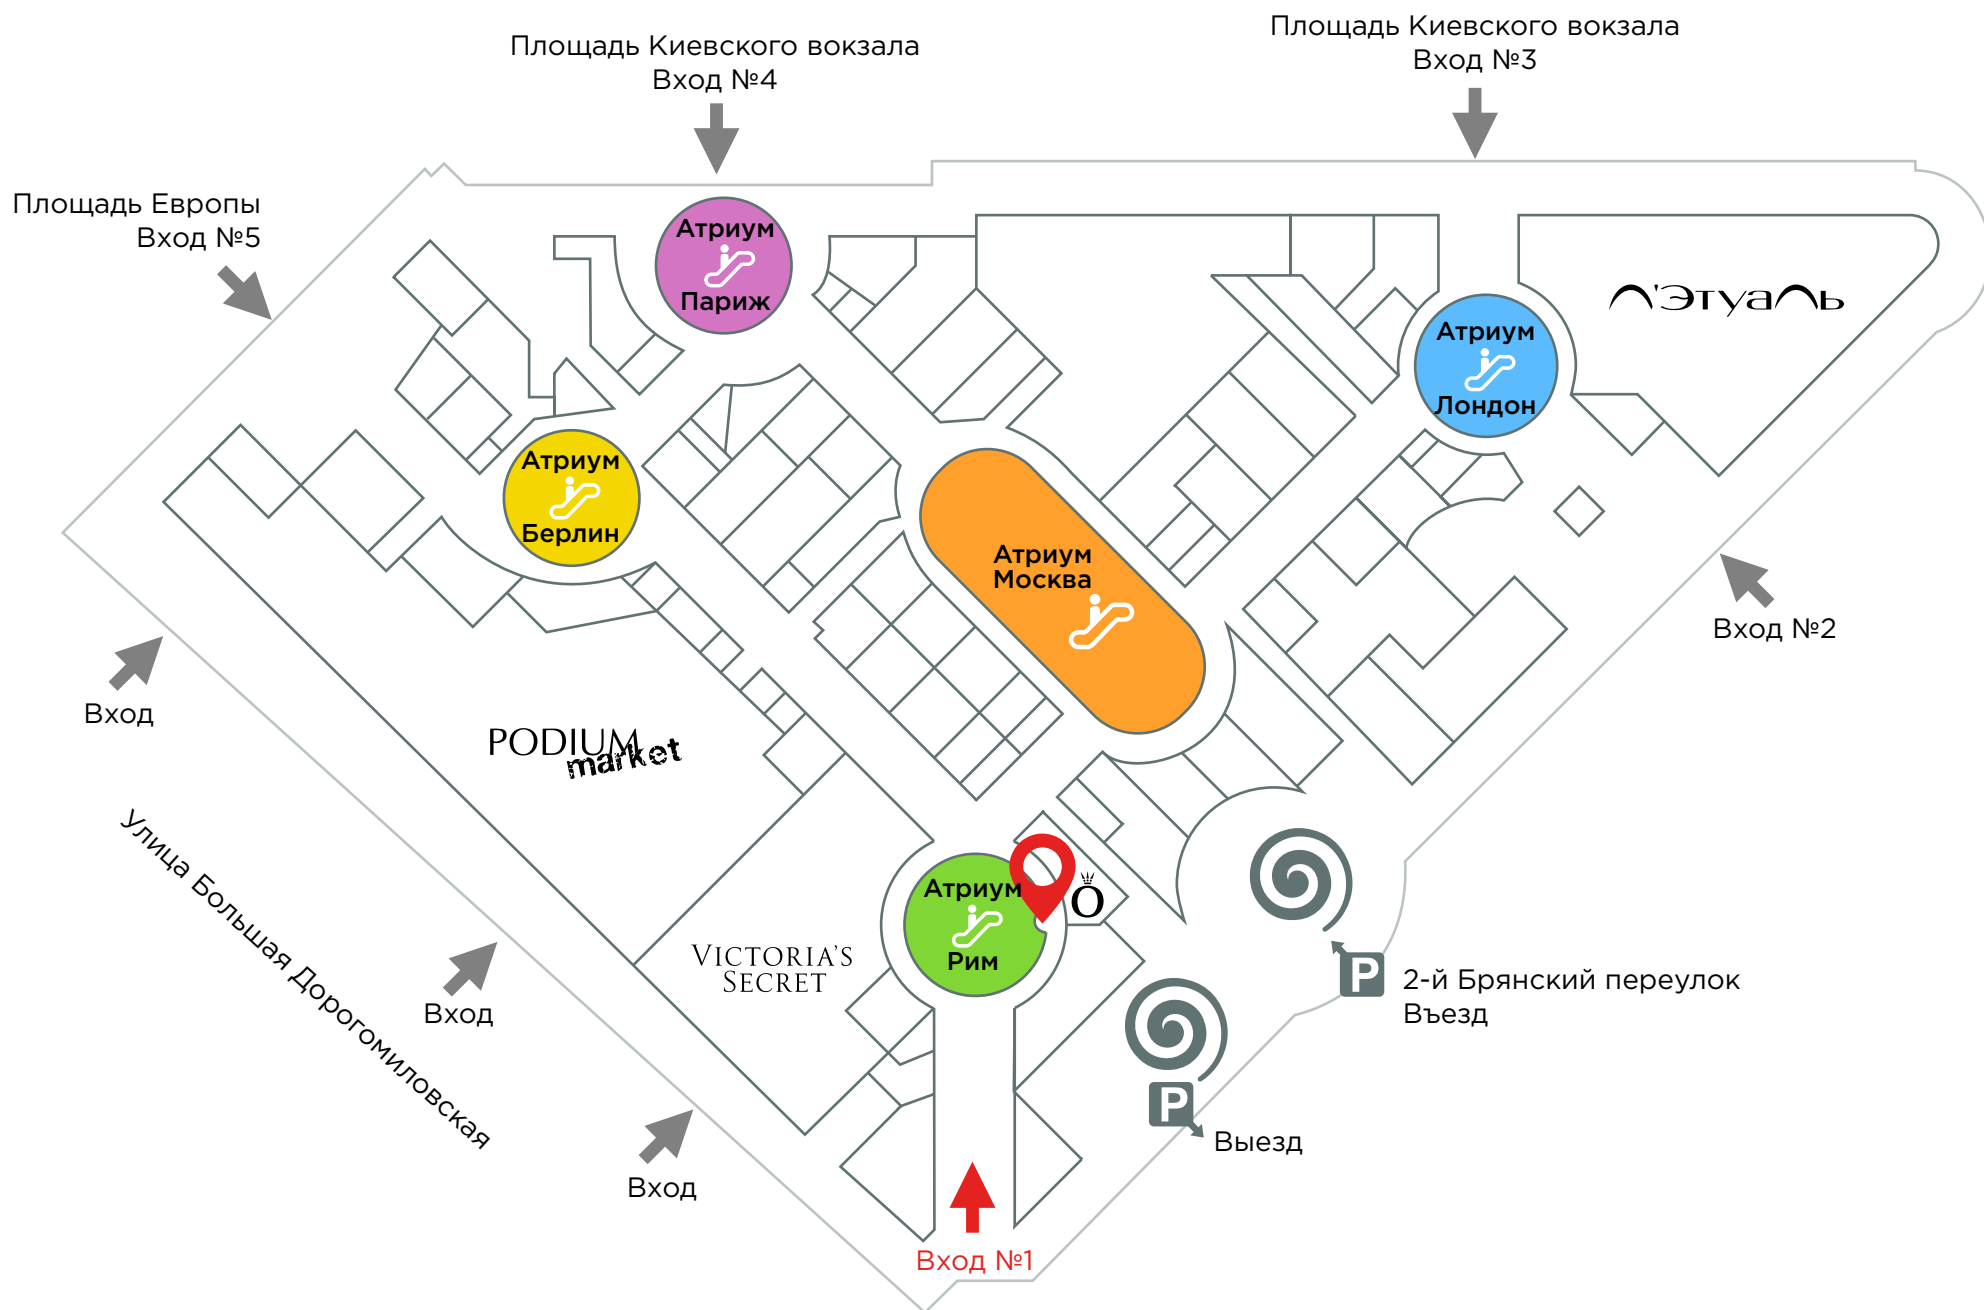 Площадь Киевского вокзала
Вход №4
Площадь Киевского вокзала
Вход №3
Площадь Европы
Вход №5
Атриум
Париж
Л'Этуаль
Атриум
Лондон
Атриум
Берлин
Атриум
Москва
Вход №2
Вход
PODIUM
market
Улица Большая Дорогомиловская
Атриум
Рим
O
VICTORIA'S
SECRET
Вход
P
2-й Брянский переулок
Въезд
P
Выезд
Вход
Вход №1